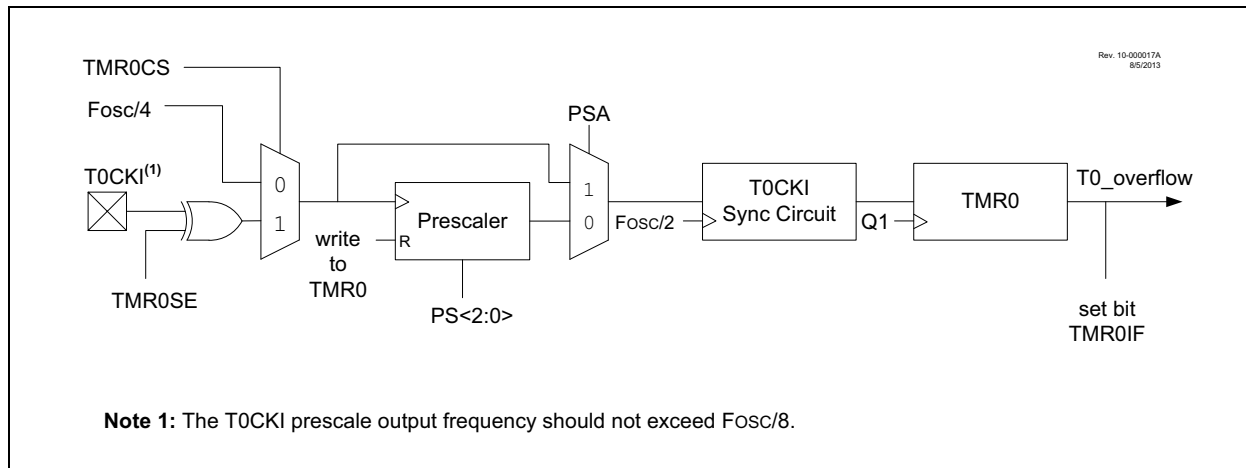 Rev. 10-000017A
8/5/2013
TMR0CS
Fosc/4
PSA
T0CKI(1)
0
1
1
0
T0CKI
Sync Circuit
TMR0
T0_overflow
Prescaler
FOSC/2
Q1
R
write
to
TMR0
TMR0SE
PS<2:0>
set bit
TMR0IF
Note 1: The T0CKI prescale output frequency should not exceed FOSC/8.